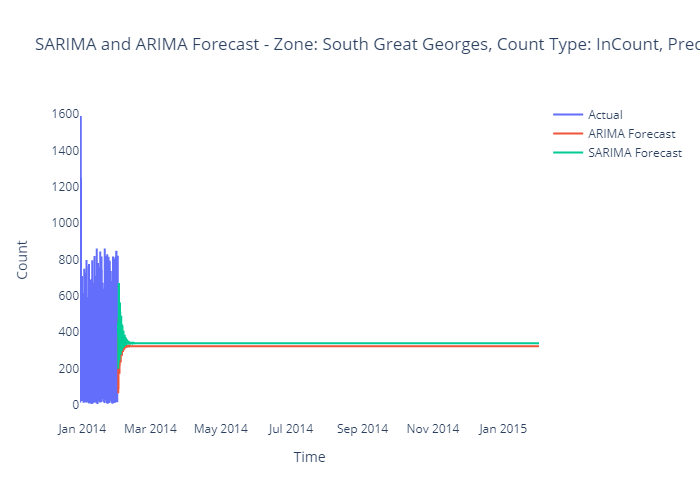 SARIMA and ARIMA Forecast - Zone: South Great Georges, Count Type: InCount,
1600
1400
1200
1000
800
600
400
200
0
Count
Jan 2014
Mar 2014
May 2014
Jul 2014
Sep 2014
Nov 2014
Jan 2015
Time
Actual
ARIMA Forecast
SARIMA Forecast